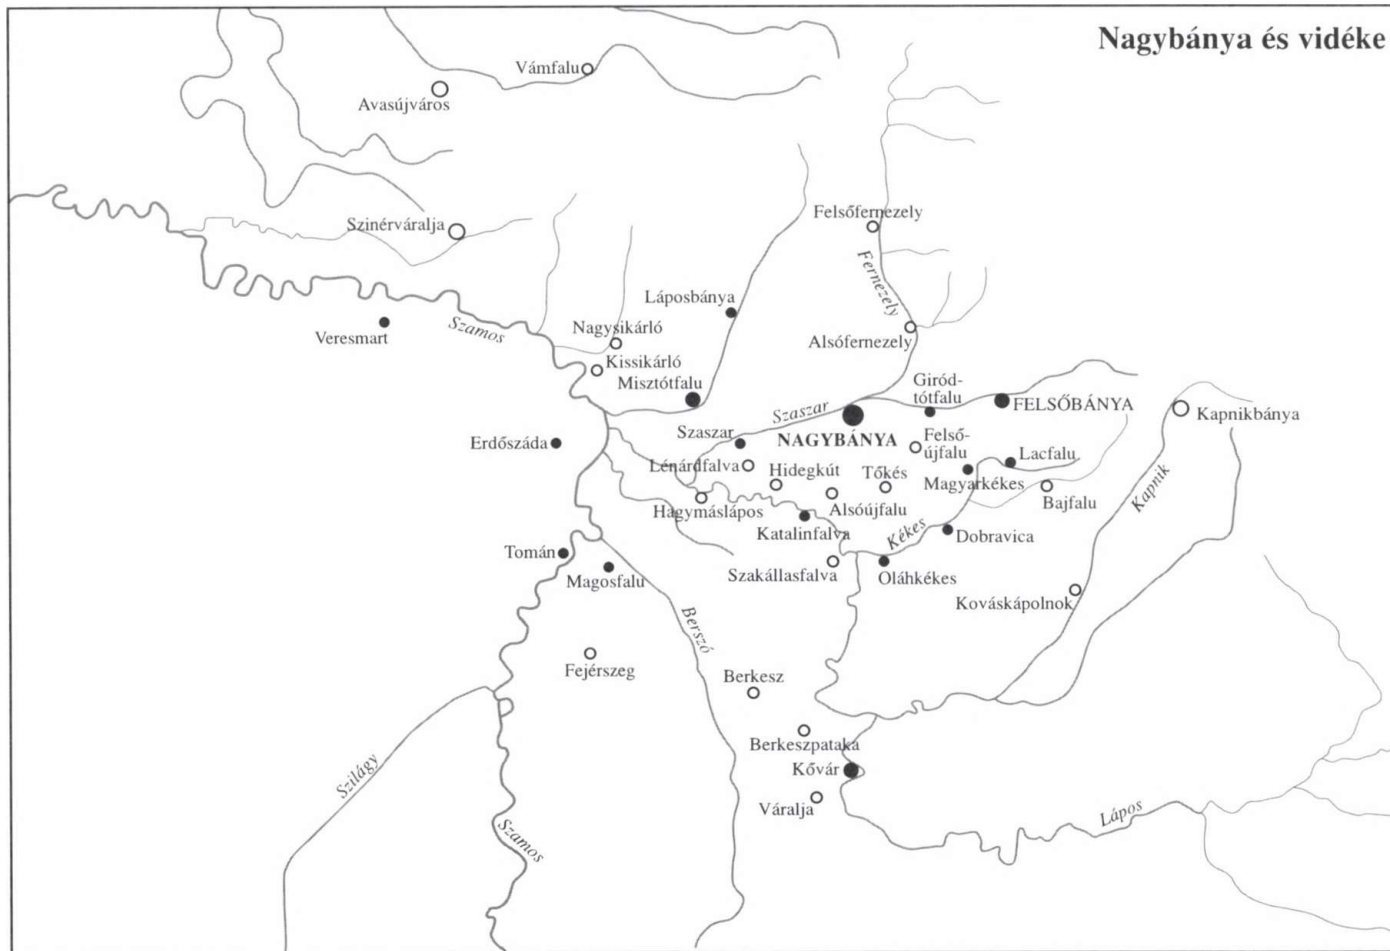 Nagybánya és vidéke
Vámfalu
Avasújváros
Szinérváralja
Felsőfernezely
Fernezely
Láposbánya
Szamos
Veresmart
Nagysikárló
Alsófernezely
Kissikárló
Misztótfalu
Giród-
tótfalu
FELSŐBÁNYA
Kapnikbánya
Szaszar
NAGYBÁNYA
Szaszar
Erdőszáda
Felső-
újfalu
Lénárdfalva
Hidegkút
Tőkés
Lacfalu
Magyarkékes
Kapnik
Hagymáslápos
Alsóújfalu
Bajfalu
Katalinfalva
Kékes
Dobravica
Tomán
Magosfalu
Szakállasfalva
Oláhkékes
Kováskápolnok
Berszó
Fejérszeg
Berkesz
Berkeszpataka
Kővár
Szilágy
Váralja
Lápos
Szamos